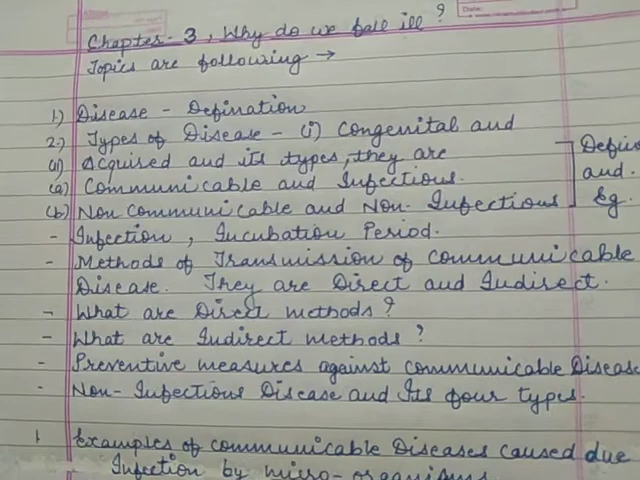 Date:
Chapter-3, Why do we fall ill?
Topics are following →
1.) Disease - Defination
2.) Types of Disease - (i) Congenital and
(ii) Acquired and its types, they are
(a) Communicable and Infectious.
(b) Non communicable and Non-Infectious
Defin
and.
Eg.
- Infection, Incubation Period.
- Methods of Transmission of communicable
Disease. They are Direct and Indirect.
- What are Direct methods?
- What are Indirect methods?
- Preventive measures against communicable Disease
- Non-Infectious Disease and Its four types.
1 Examples of communicable Diseases caused due
Infection by micro-organisms